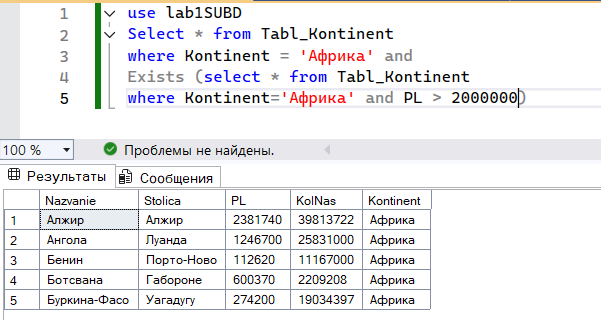 1 use lab1SUBD
2 Select * from Tabl_Kontinent
3 where Kontinent = 'Африка' and
4 Exists (select * from Tabl_Kontinent
5 where Kontinent='Африка' and PL > 2000000)
100 % Проблемы не найдены.
Результаты Сообщения
Nazvanie Stolica PL KolNas Kontinent
1 Алжир Алжир 2381740 39813722 Африка
2 Ангола Луанда 1246700 25831000 Африка
3 Бенин Порто-Ново 112620 11167000 Африка
4 Ботсвана Габороне 600370 2209208 Африка
5 Буркина-Фасо Уагадугу 274200 19034397 Африка